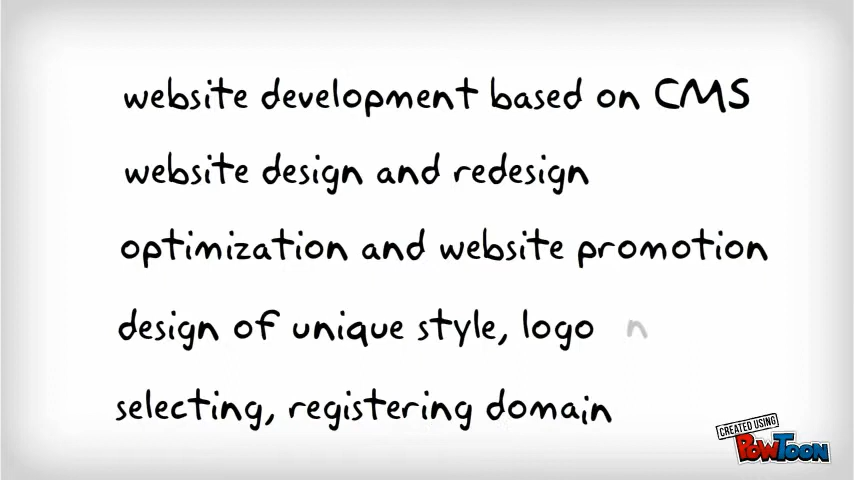 website development based on CMS
website design and redesign
optimization and website promotion
design of unique style, logo n
selecting, registering domain
CREATED USING
PowToon